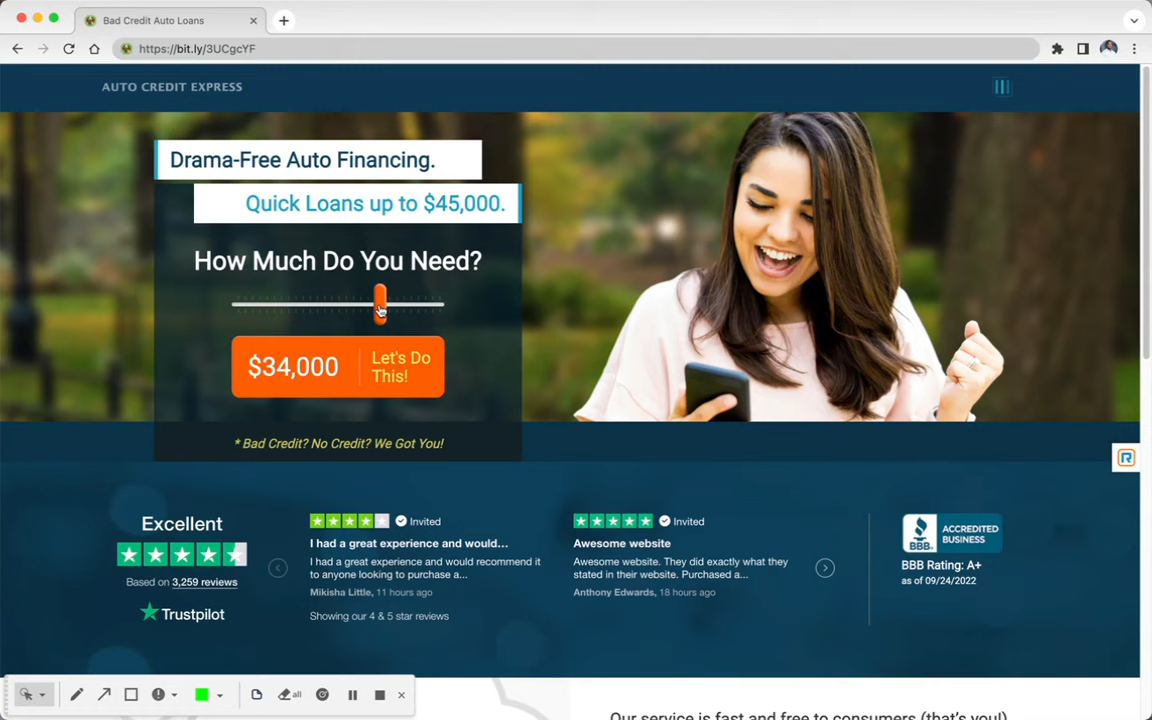 Bad Credit Auto Loans
https://bit.ly/3UCgcYF
AUTO CREDIT EXPRESS
Drama-Free Auto Financing.
Quick Loans up to $45,000.
How Much Do You Need?
$34,000
Let's Do
This!
* Bad Credit? No Credit? We Got You!
Excellent
Based on 3,259 reviews
Trustpilot
Invited
I had a great experience and would...
I had a great experience and would recommend it
to anyone looking to purchase a...
Mikisha Little, 11 hours ago
Showing our 4 & 5 star reviews
Invited
Awesome website
Awesome website. They did exactly what they
stated in their website. Purchased a...
Anthony Edwards, 18 hours ago
BBB
ACCREDITED
BUSINESS
BBB Rating: A+
as of 09/24/2022
all
Our service is fast and free to consumers (that's you!)